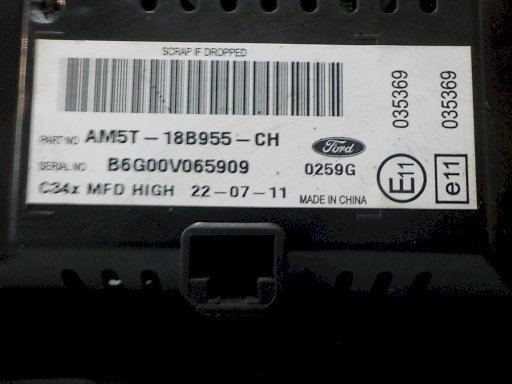 SCRAP IF DROPPED
PART NO AM5T-18B955-CH
SERIAL NO B6G00V065909
C34x MFD HIGH 22-07-11
Ford
0259G
MADE IN CHINA
035369
E11
035369
e11